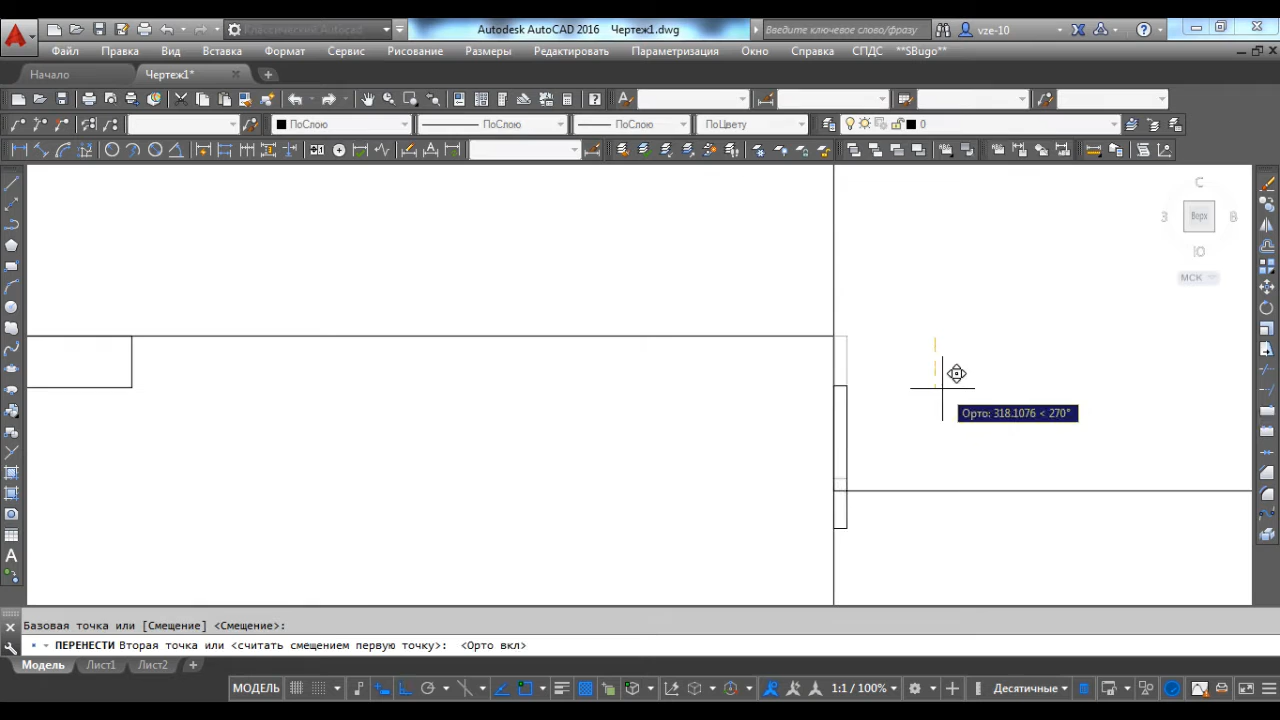 Классический Autocad
Autodesk AutoCAD 2016 Чертеж1.dwg
Введите ключевое слово/фразу
vze-10
Файл Правка Вид Вставка Формат Сервис Рисование Размеры Редактировать Параметризация Окно Справка СПДС **SBugo**
Начало
Чертеж1*
ПоСлою
ПоСлою
ПоСлою
ПоЦвету
0
С
З
Верх
В
Ю
МСК
Орто: 318.1076 < 270°
Базовая точка или [Смещение] <Смещение>:
ПЕРЕНЕСТИ Вторая точка или <считать смещением первую точку>: <Орто вкл>
Модель
Лист1
Лист2
МОДЕЛЬ
1:1 / 100%
Десятичные